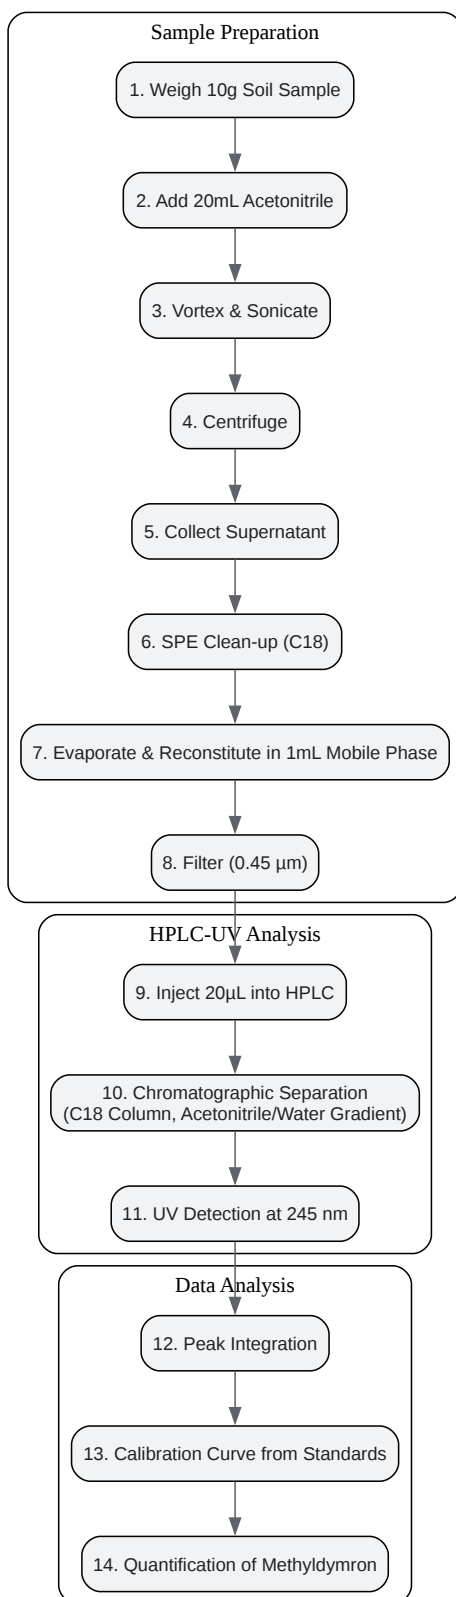 Sample Preparation
1. Weigh 10g Soil Sample
2. Add 20mL Acetonitrile
3. Vortex & Sonicate
4. Centrifuge
5. Collect Supernatant
6. SPE Clean-up (C18)
7. Evaporate & Reconstitute in 1mL Mobile Phase
8. Filter (0.45 µm)
HPLC-UV Analysis
9. Inject 20µL into HPLC
10. Chromatographic Separation
(C18 Column, Acetonitrile/Water Gradient)
11. UV Detection at 245 nm
Data Analysis
12. Peak Integration
13. Calibration Curve from Standards
14. Quantification of Methyldymron